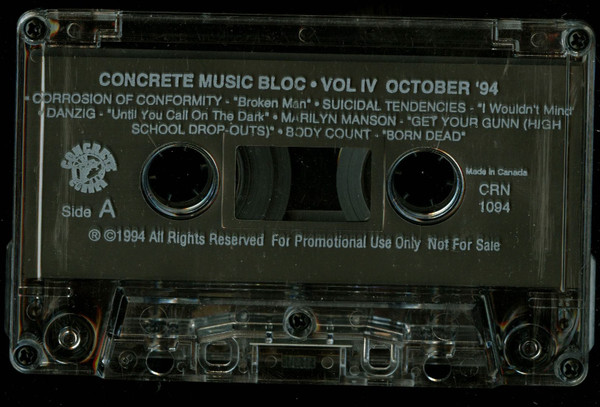 CONCRETE MUSIC BLOC • VOL IV OCTOBER '94
• CORROSION OF CONFORMITY - "Broken Man" • SUICIDAL TENDENCIES - "I Wouldn't Mind"
• DANZIG - "Until You Call On The Dark" • MARILYN MANSON - "GET YOUR GUNN (HIGH
SCHOOL DROP-OUTS)" • BODY COUNT - "BORN DEAD"
CONCRETE
Made In Canada
CRN
1094
Side A
® ©1994 All Rights Reserved For Promotional Use Only Not For Sale